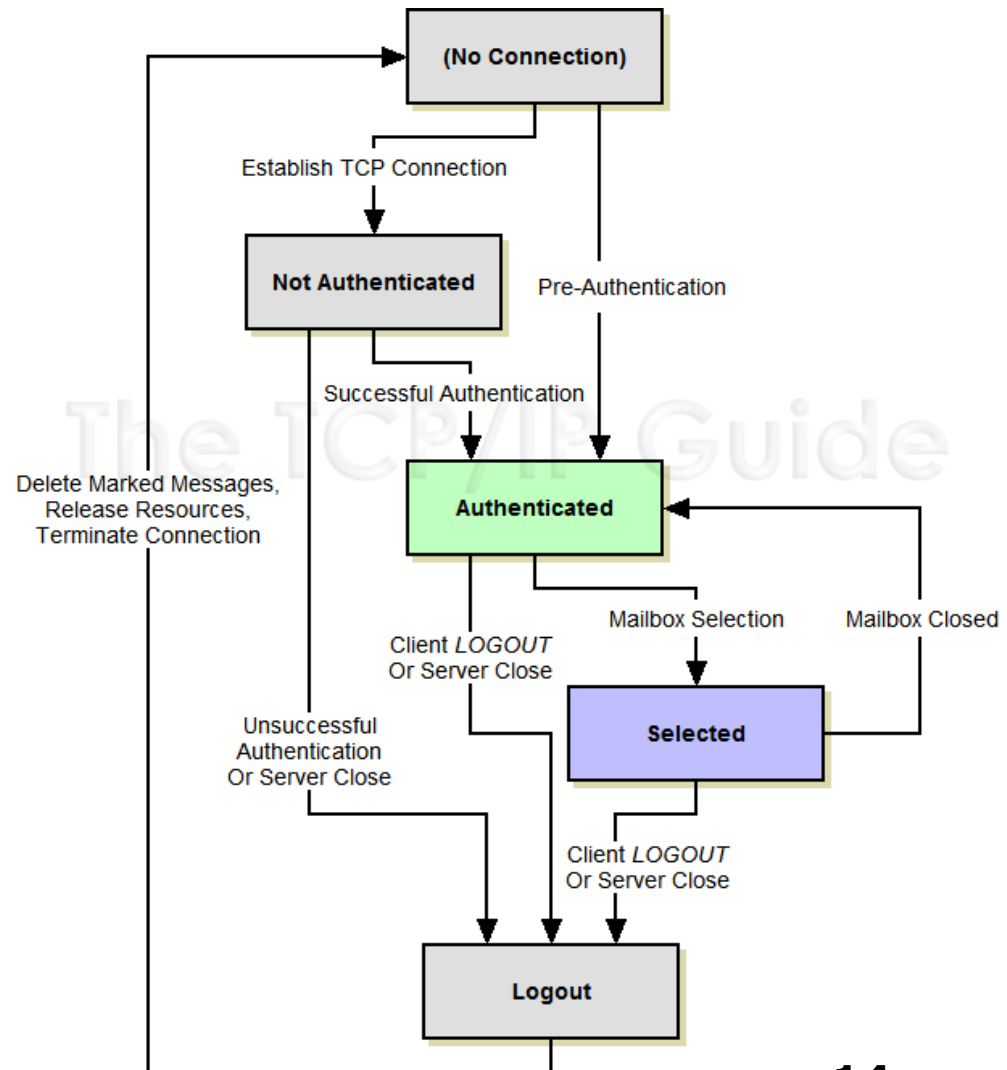 (No Connection)
Establish TCP Connection
Not Authenticated
Pre-Authentication
Successful Authentication
The TCP/IP Guide
Delete Marked Messages,
Release Resources,
Terminate Connection
Authenticated
Mailbox Selection
Mailbox Closed
Client LOGOUT
Or Server Close
Selected
Unsuccessful
Authentication
Or Server Close
Client LOGOUT
Or Server Close
Logout